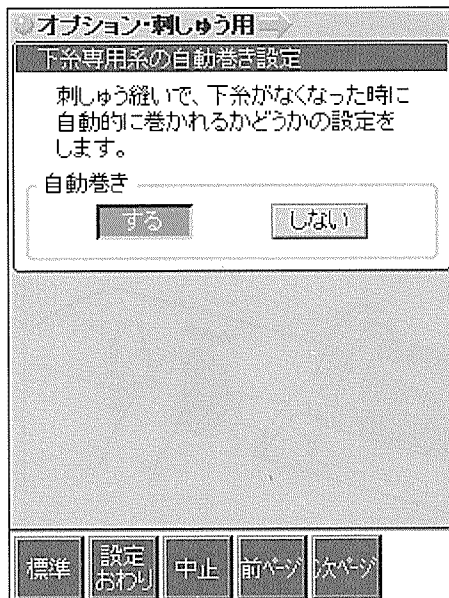 オプション・刺しゅう用
下糸専用糸の自動巻き設定
刺しゅう縫いで、下糸がなくなった時に
自動的に巻かれるかどうかの設定を
します。
自動巻き
する
しない
標準
設定
おわり
中止
前ページ
次ページ